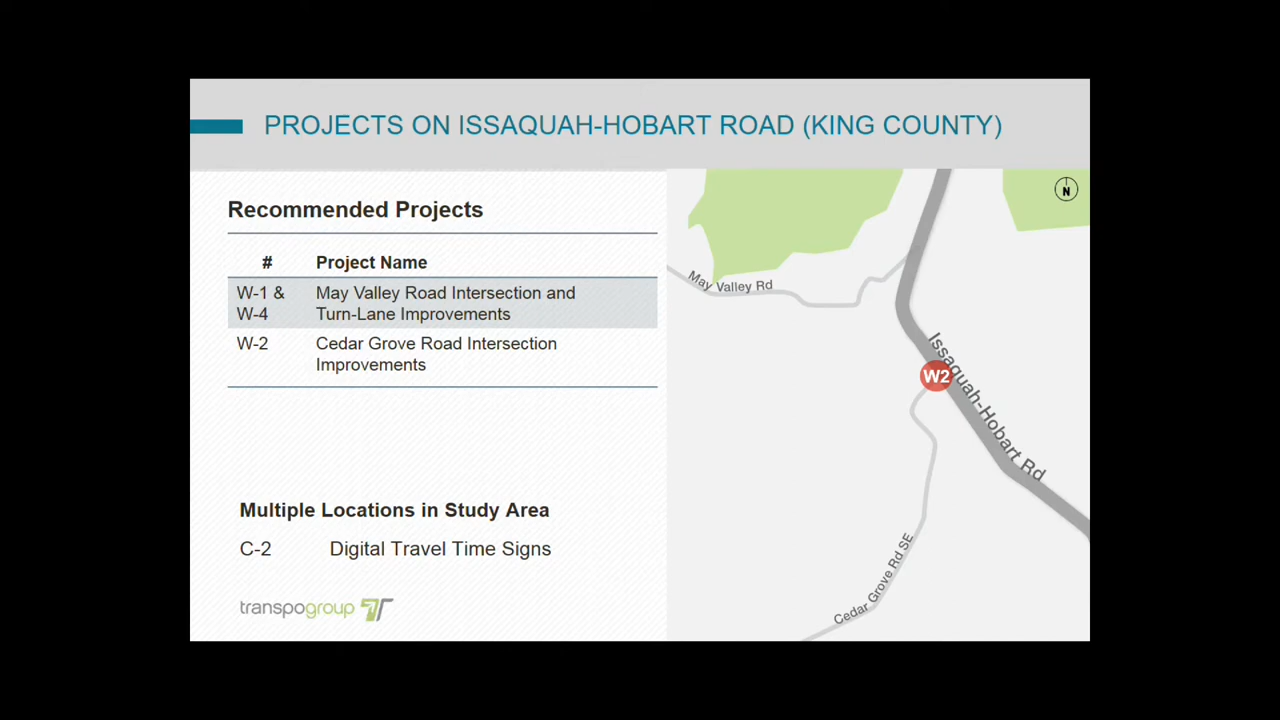 PROJECTS ON ISSAQUAH-HOBART ROAD (KING COUNTY)
Recommended Projects
# Project Name
W-1 & May Valley Road Intersection and
W-4 Turn-Lane Improvements
W-2 Cedar Grove Road Intersection
Improvements
Multiple Locations in Study Area
C-2 Digital Travel Time Signs
transpogroup
N
May Valley Rd
Issaquah-Hobart Rd
W2
Cedar Grove Rd SE